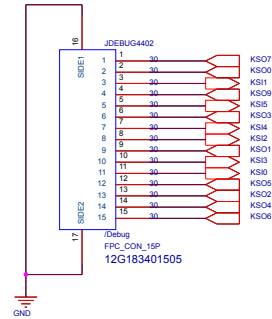 JDEBUG4402
16
SIDE1
1 1 30 KSO7
2 2 30 KSO0
3 3 30 KSI1
4 4 30 KSO9
5 5 30 KSI5
6 6 30 KSO3
7 7 30 KSI4
8 8 30 KSI2
9 9 30 KSO1
10 10 30 KSI3
11 11 30 KSI0
12 12 30 KSO5
13 13 30 KSO2
14 14 30 KSO4
15 15 30 KSO6
SIDE2
17
/Debug
FPC_CON_15P
12G183401505
GND